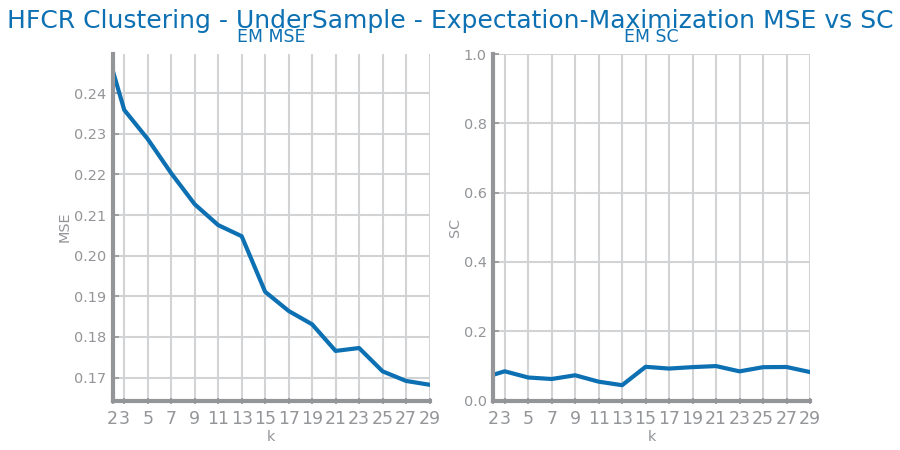 HFCR Clustering - UnderSample - Expectation-Maximization MSE vs SC
EM MSE
EM SC
0.24
0.23
0.22
0.21
0.20
0.19
0.18
0.17
MSE
2 3 5 7 9 11 13 15 17 19 21 23 25 27 29
k
1.0
0.8
0.6
0.4
0.2
0.0
SC
2 3 5 7 9 11 13 15 17 19 21 23 25 27 29
k